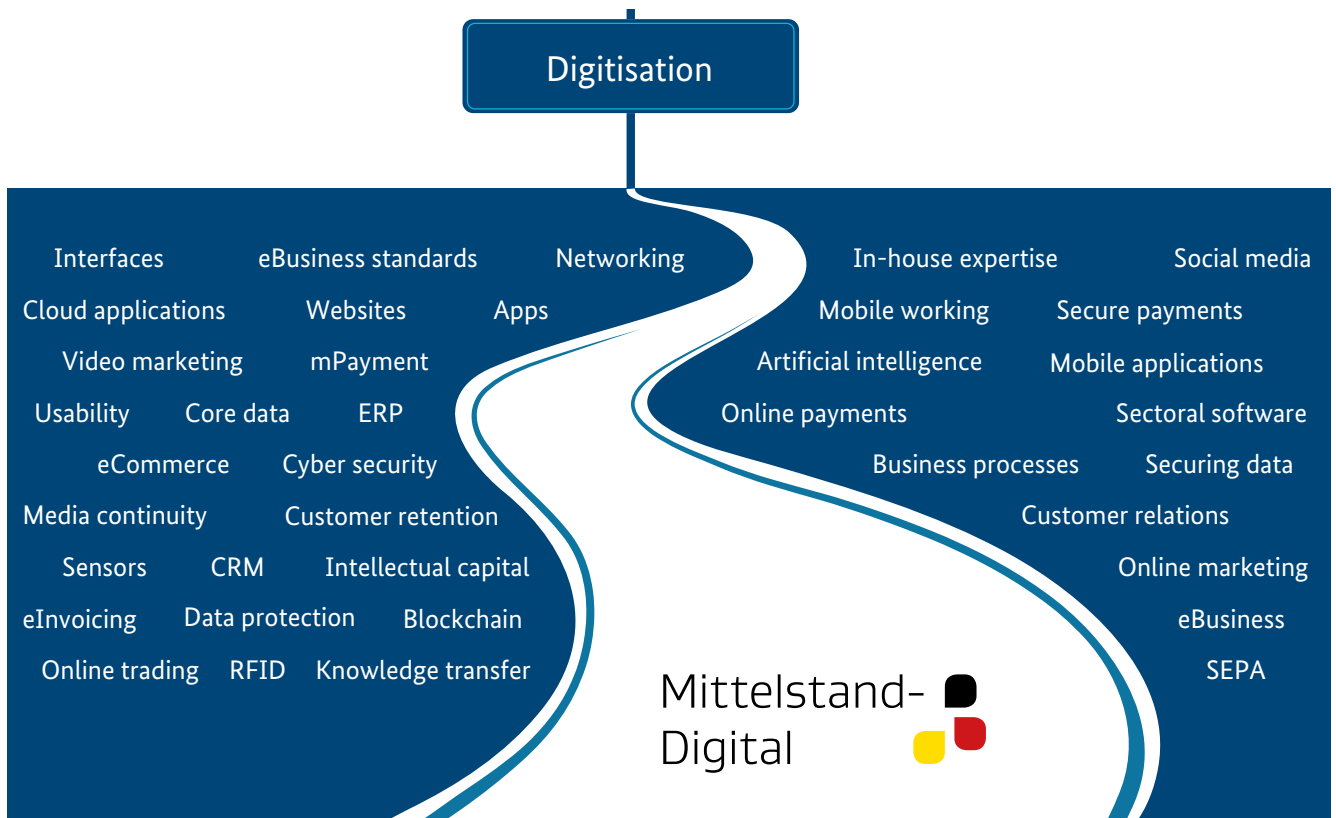 Digitisation
Interfaces eBusiness standards Networking In-house expertise Social media
Cloud applications Websites Apps Mobile working Secure payments
Video marketing mPayment Artificial intelligence Mobile applications
Usability Core data ERP Online payments Sectoral software
eCommerce Cyber security Business processes Securing data
Media continuity Customer retention Customer relations
Sensors CRM Intellectual capital Online marketing
eInvoicing Data protection Blockchain eBusiness
Online trading RFID Knowledge transfer SEPA
Mittelstand-
Digital